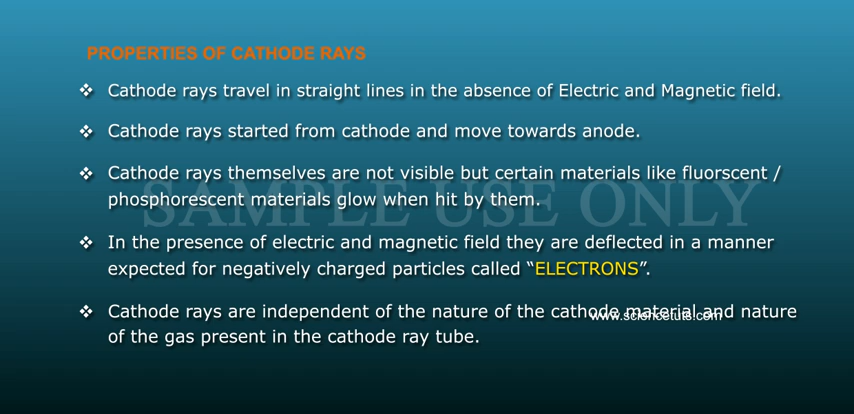 PROPERTIES OF CATHODE RAYS
❖ Cathode rays travel in straight lines in the absence of Electric and Magnetic field.
❖ Cathode rays started from cathode and move towards anode.
❖ Cathode rays themselves are not visible but certain materials like fluorscent /
phosphorescent materials glow when hit by them.
SAMPLE USE ONLY
❖ In the presence of electric and magnetic field they are deflected in a manner
expected for negatively charged particles called “ELECTRONS”.
❖ Cathode rays are independent of the nature of the cathode material and nature
www.sciencetuts.com
of the gas present in the cathode ray tube.